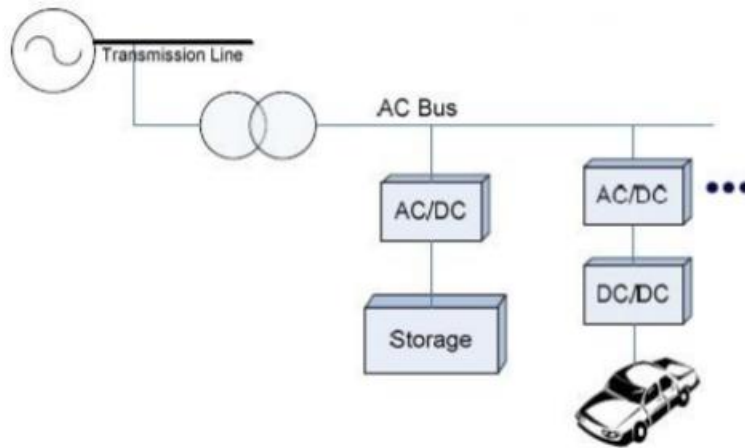 Transmission Line
AC Bus
AC/DC
AC/DC
DC/DC
Storage